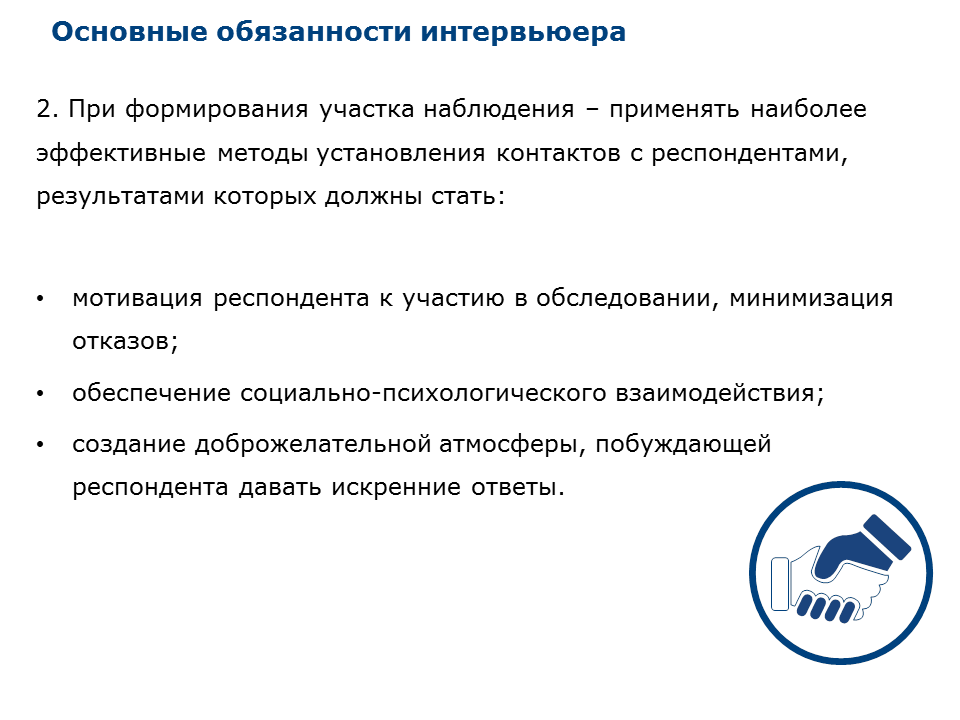 Основные обязанности интервьюера
2. При формирования участка наблюдения – применять наиболее
эффективные методы установления контактов с респондентами,
результатами которых должны стать:
• мотивация респондента к участию в обследовании, минимизация
отказов;
• обеспечение социально-психологического взаимодействия;
• создание доброжелательной атмосферы, побуждающей
респондента давать искренние ответы.